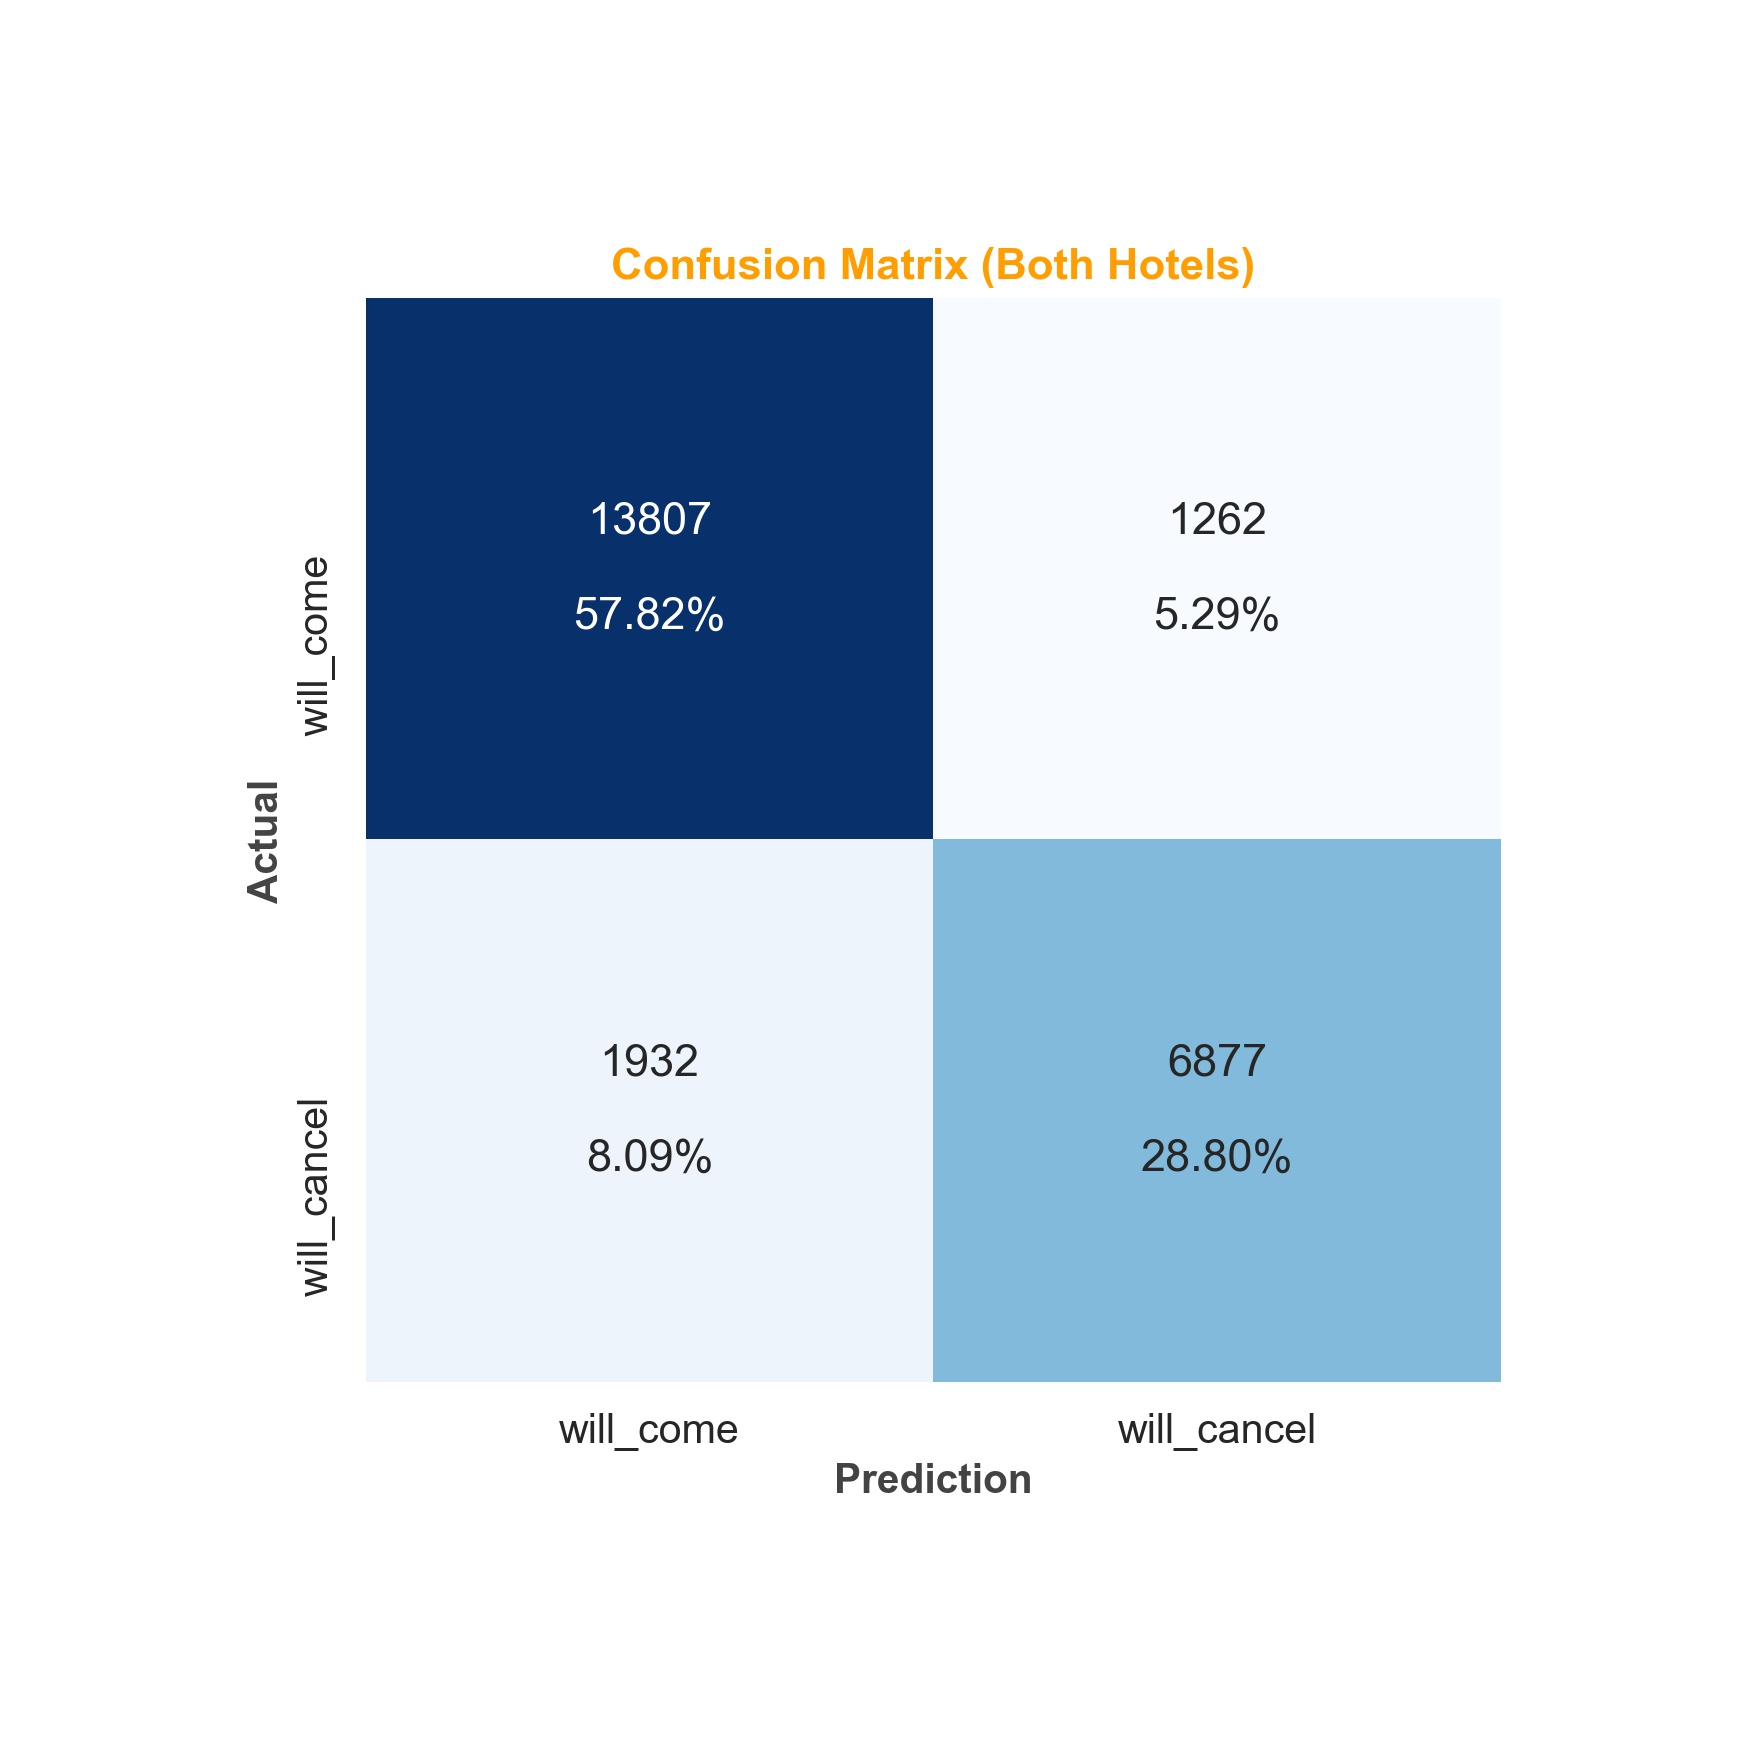 Confusion Matrix (Both Hotels)
13807
1262
57.82%
5.29%
will_come
Actual
1932
6877
8.09%
28.80%
will_cancel
will_come
will_cancel
Prediction